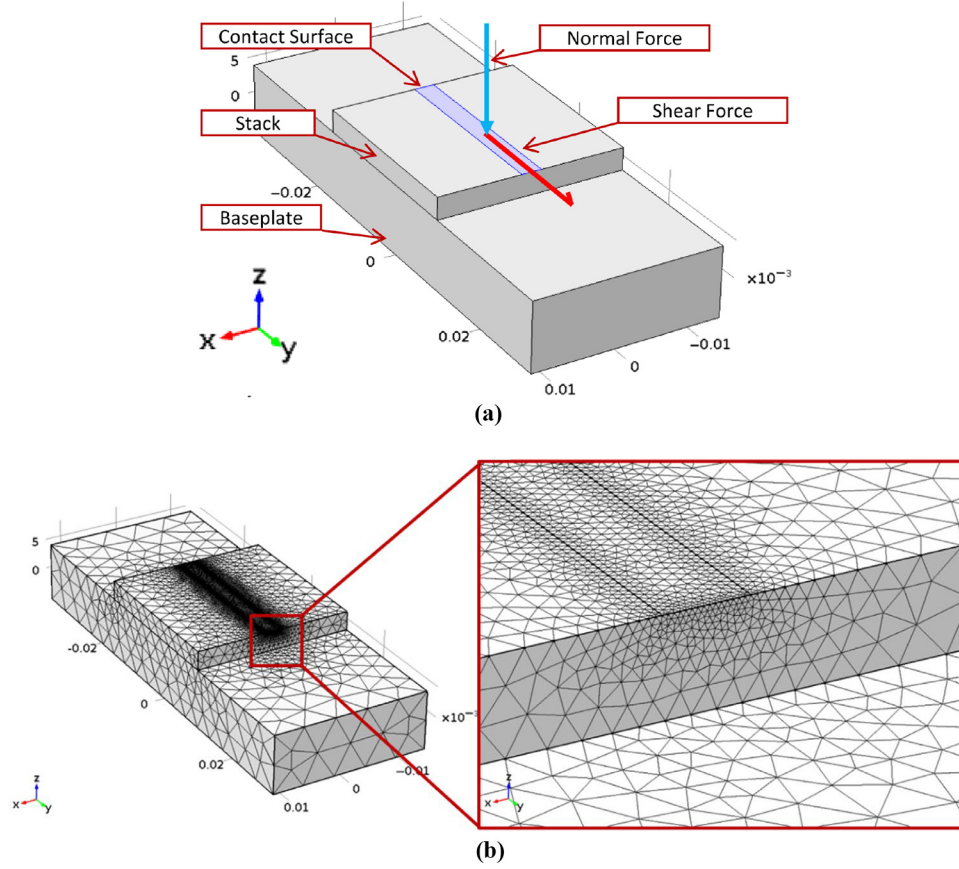 Contact Surface
Normal Force
5
0
Shear Force
Stack
−0.02
Baseplate
0
×10⁻³
z
x
y
0.02
−0.01
0
0.01
(a)
5
0
-0.02
0
×10⁻³
0.02
-0.01
0
0.01
z
x
y
z
x
y
(b)